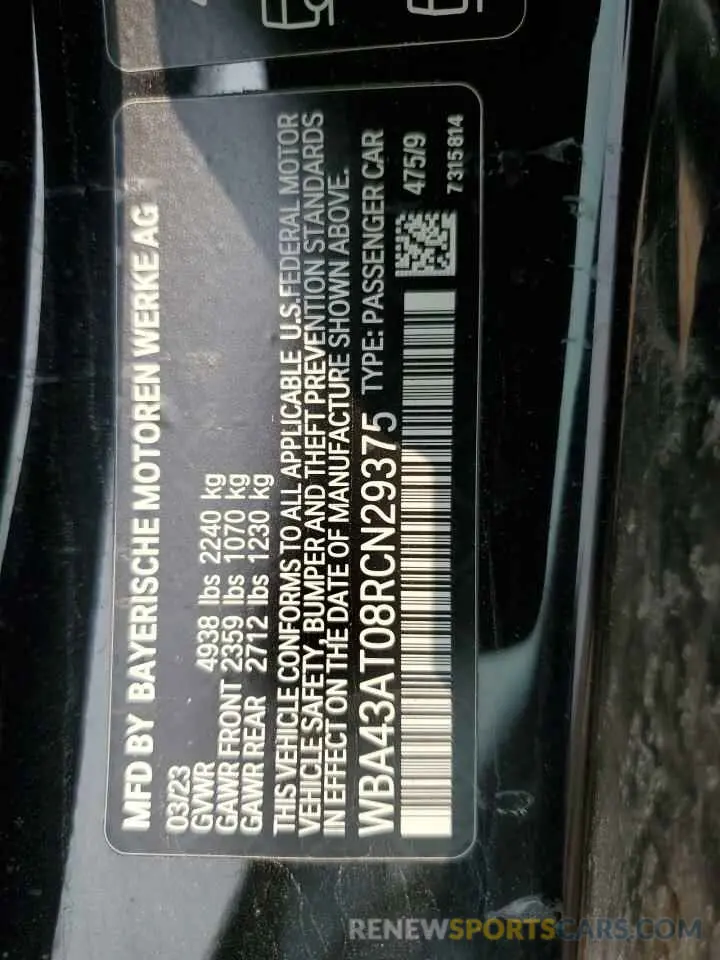 MFD BY BAYERISCHE MOTOREN WERKE AG
03/23
GVWR 4938 lbs 2240 kg
GAWR FRONT 2359 lbs 1070 kg
GAWR REAR 2712 lbs 1230 kg
THIS VEHICLE CONFORMS TO ALL APPLICABLE U.S. FEDERAL MOTOR
VEHICLE SAFETY, BUMPER AND THEFT PREVENTION STANDARDS
IN EFFECT ON THE DATE OF MANUFACTURE SHOWN ABOVE.
WBA43AT08RCN29375 TYPE: PASSENGER CAR
475/9
7315814
RENEWSPORTSCARS.COM